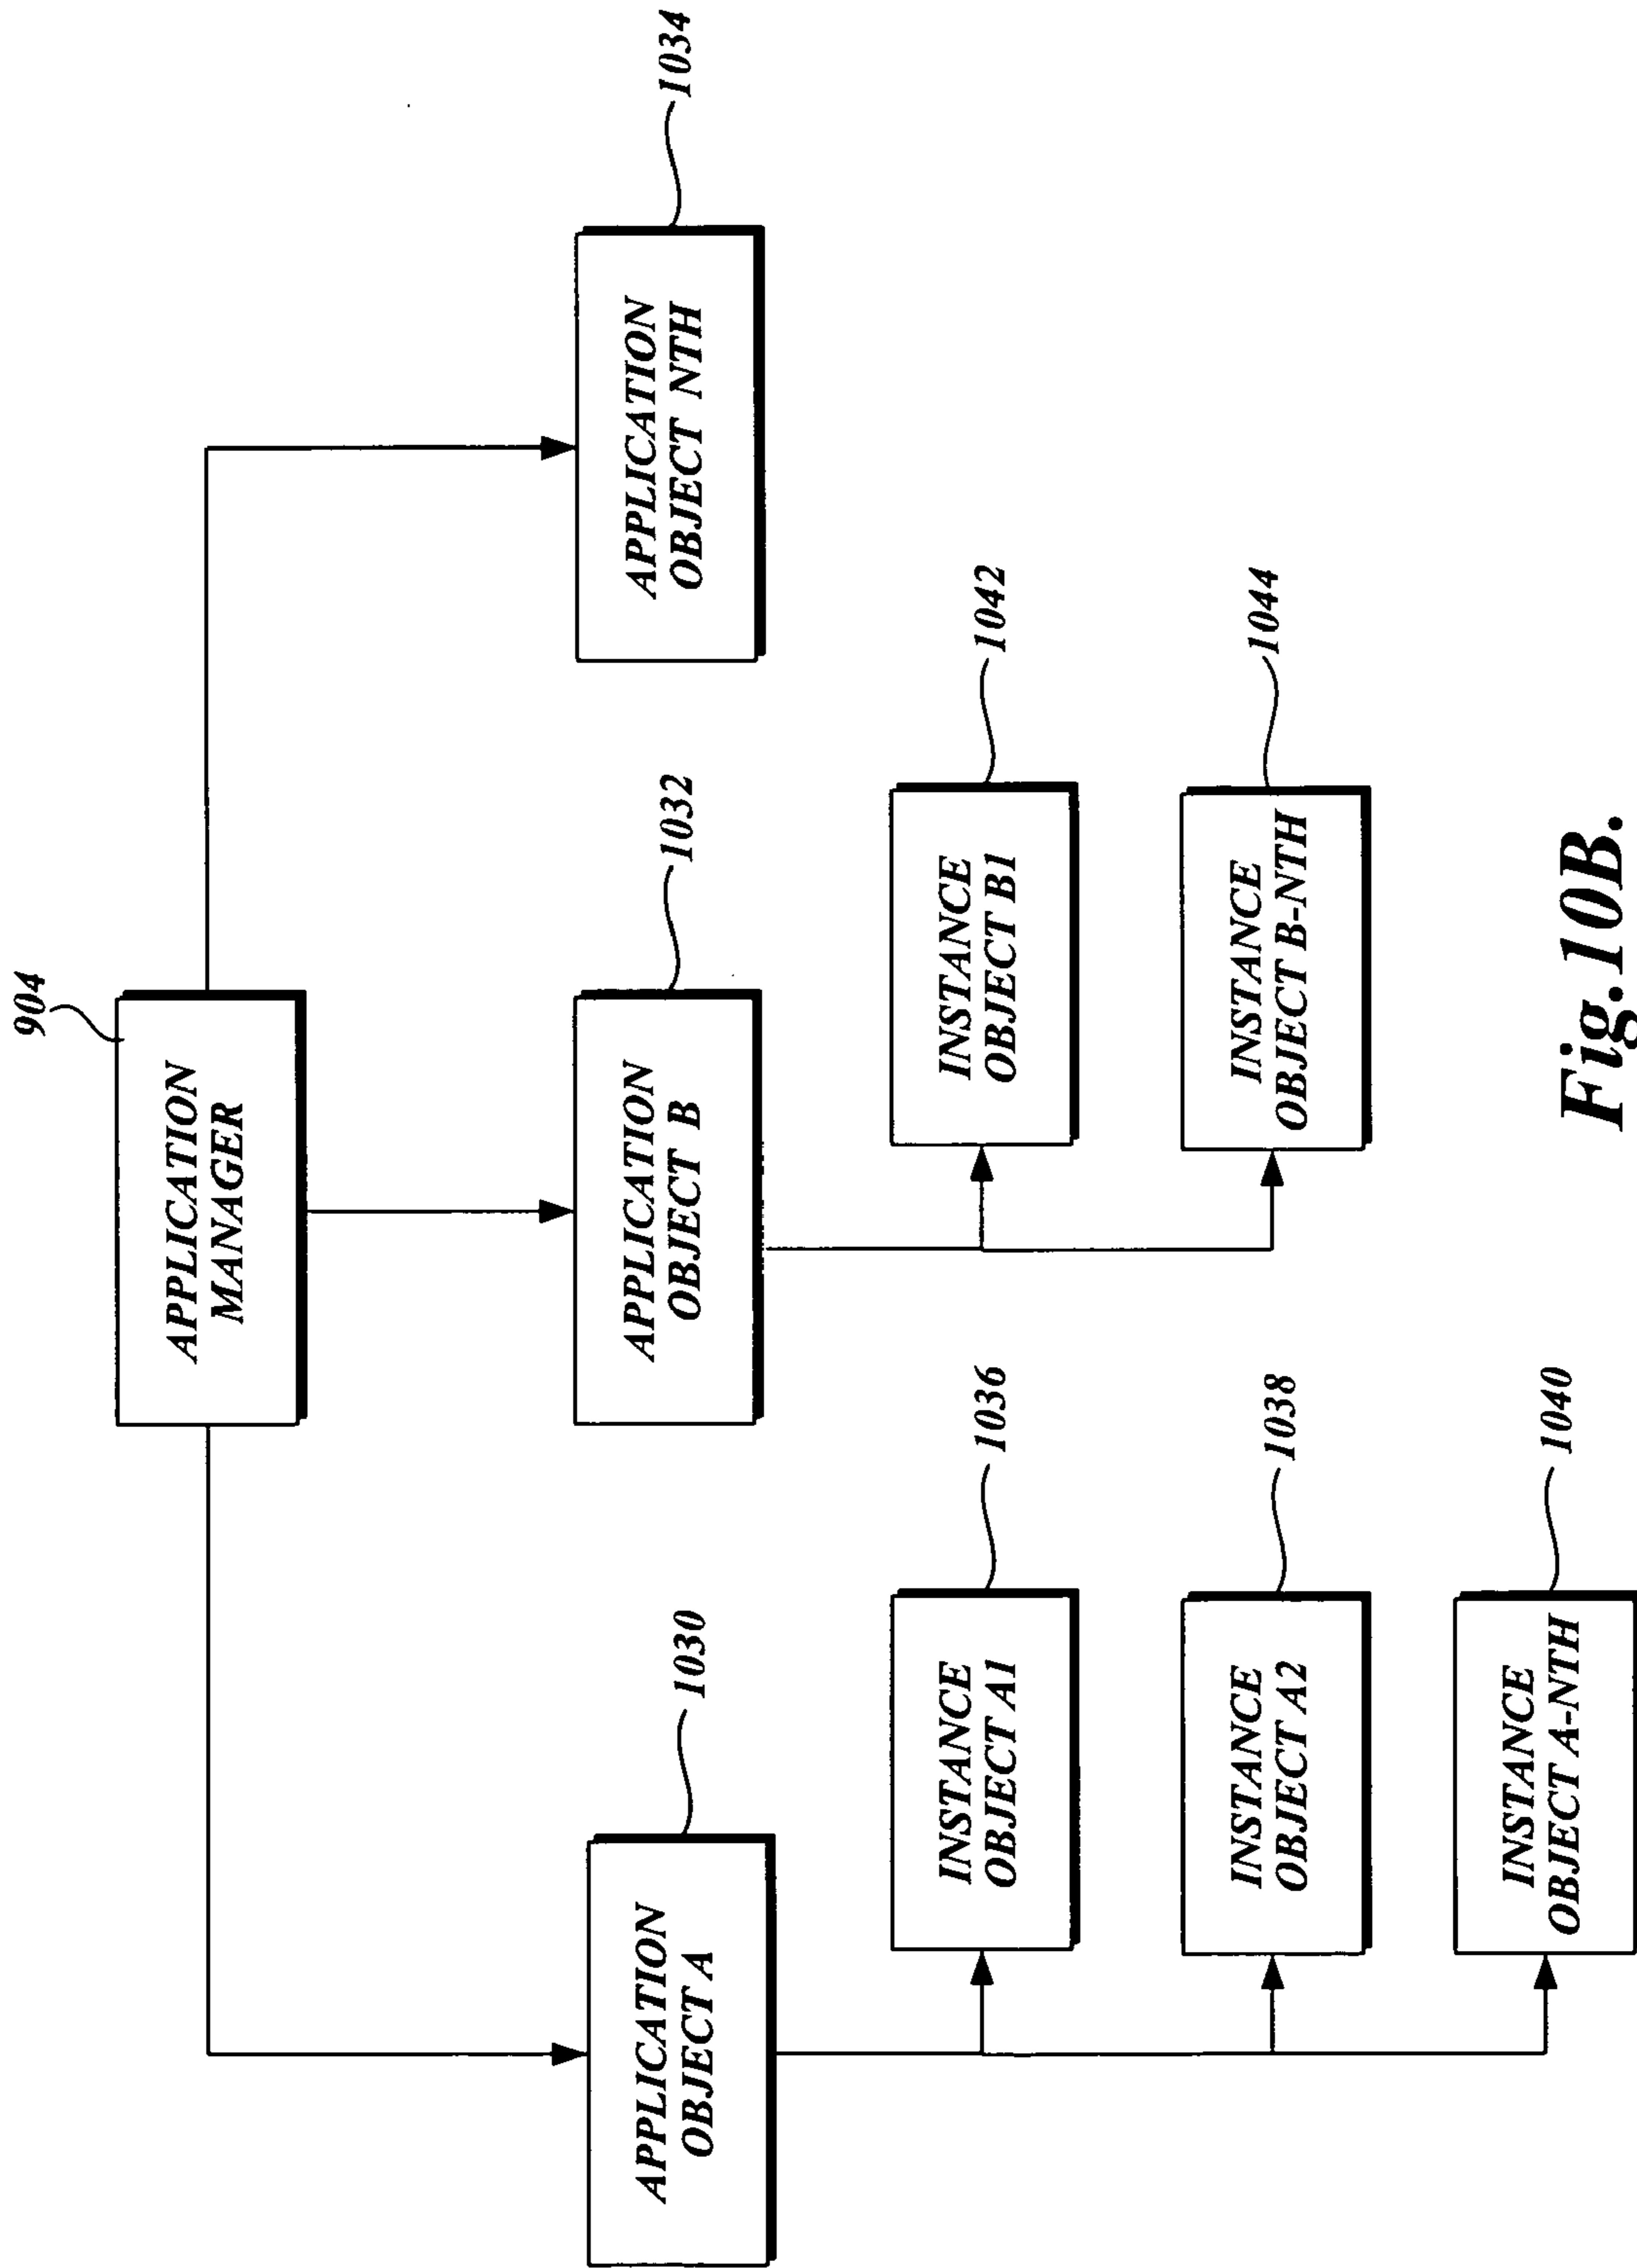 904
APPLICATION
MANAGER
1030
APPLICATION
OBJECT A
1032
APPLICATION
OBJECT B
1034
APPLICATION
OBJECT NTH
1036
INSTANCE
OBJECT A1
1038
INSTANCE
OBJECT A2
1040
INSTANCE
OBJECT A-NTH
1042
INSTANCE
OBJECT B1
1044
INSTANCE
OBJECT B-NTH
Fig.10B.